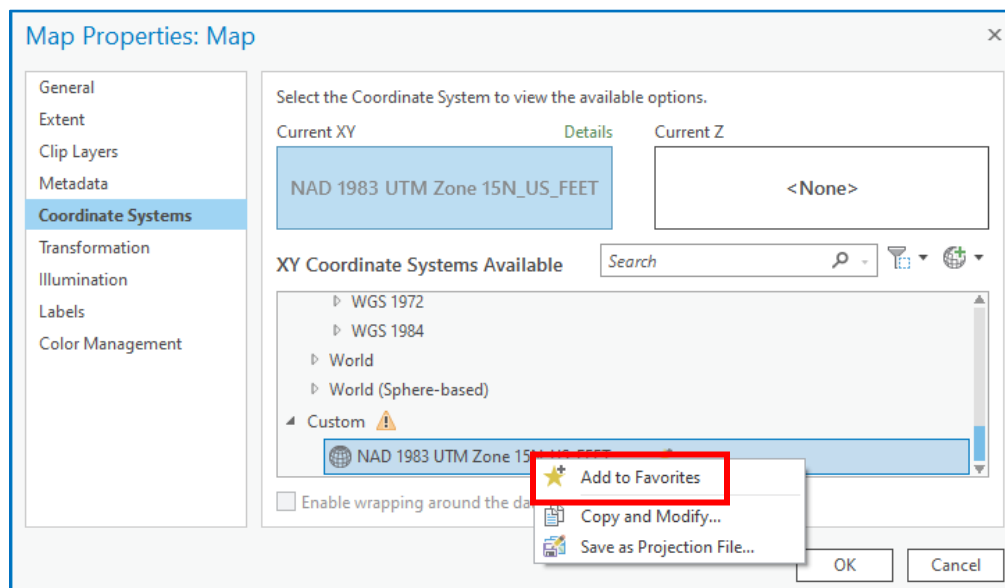 Map Properties: Map
General
Extent
Clip Layers
Metadata
Coordinate Systems
Transformation
Illumination
Labels
Color Management
Select the Coordinate System to view the available options.
Current XY Details Current Z
NAD 1983 UTM Zone 15N_US_FEET <None>
XY Coordinate Systems Available Search
WGS 1972
WGS 1984
World
World (Sphere-based)
Custom
NAD 1983 UTM Zone
Add to Favorites
Enable wrapping around the
Copy and Modify...
Save as Projection File...
OK Cancel